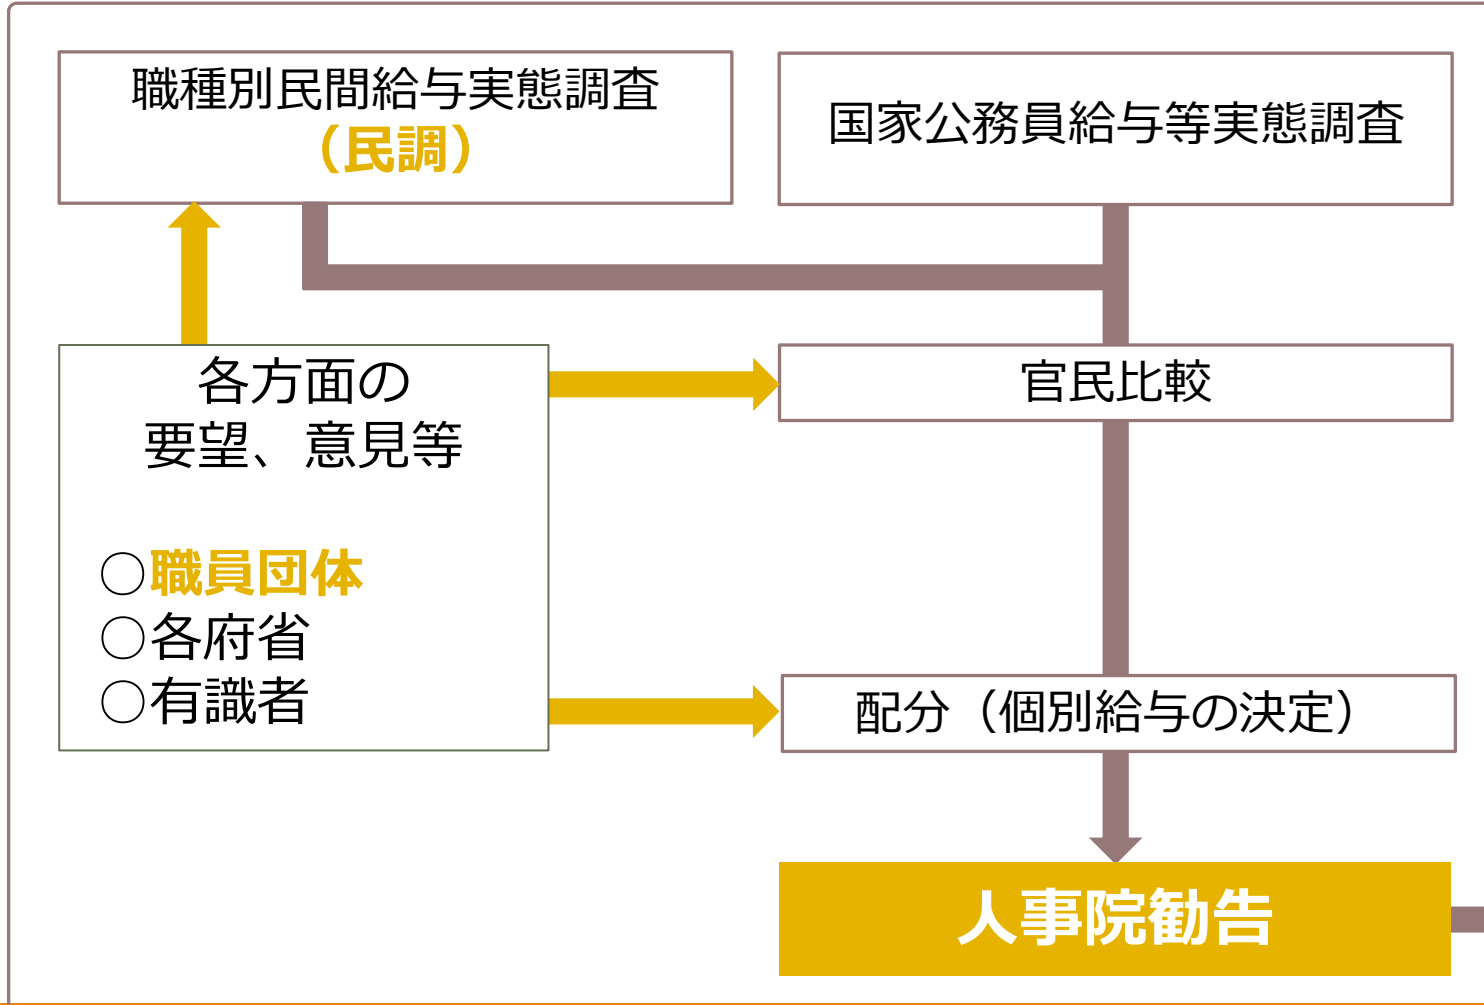 職種別民間給与実態調査
（民調）
国家公務員給与等実態調査
各方面の
要望、意見等
○職員団体
○各府省
○有識者
官民比較
配分（個別給与の決定）
人事院勧告